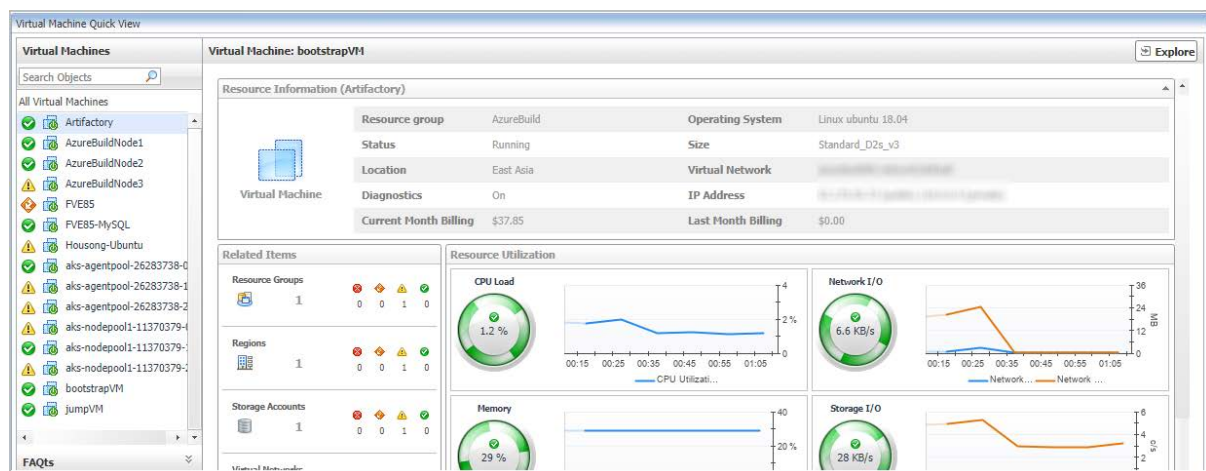 Virtual Machine Quick View
Virtual Machines
Search Objects
All Virtual Machines
Artifactory
AzureBuildNode1
AzureBuildNode2
AzureBuildNode3
FVE85
FVE85-MySQL
Housong-Ubuntu
aks-agentpool-26283738-0
aks-agentpool-26283738-1
aks-agentpool-26283738-2
aks-nodepool1-11370379-
aks-nodepool1-11370379-
aks-nodepool1-11370379-
bootstrapVM
jumpVM
FAQts
Virtual Machine: bootstrapVM
Explore
Resource Information (Artifactory)
Virtual Machine
Resource group AzureBuild Operating System Linux ubuntu 18.04
Status Running Size Standard_D2s_v3
Location East Asia Virtual Network
Diagnostics On IP Address
Current Month Billing $37.85 Last Month Billing $0.00
Related Items
Resource Groups
1 0 0 1 0
Regions
1 0 0 1 0
Storage Accounts
1 0 0 1 0
Virtual Networks
Resource Utilization
CPU Load
1.2 %
4
2 %
0
00:15 00:25 00:35 00:45 00:55 01:05
CPU Utilizati...
Network I/O
6.6 KB/s
36
24
12
0
MB
00:15 00:25 00:35 00:45 00:55 01:05
Network... Network ....
Memory
29 %
40
20 %
Storage I/O
28 KB/s
6
4
2
c/s